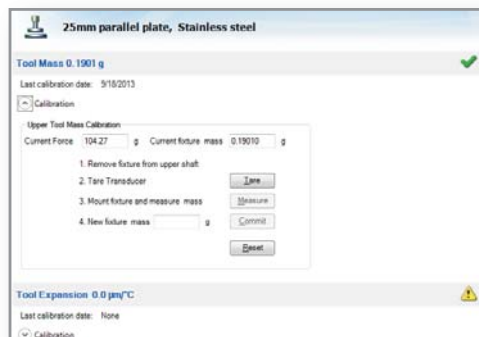 25mm parallel plate, Stainless steel
Tool Mass 0.1901 g
Last calibration date: 9/18/2013
Calibration
Upper Tool Mass Calibration
Current Force 104.27 g Current fixture mass 0.19010 g
1. Remove fixture from upper shaft
2. Tare Transducer Tare
3. Mount fixture and measure mass Measure
4. New fixture mass g Commit
Reset
Tool Expansion 0.0 µm/°C
Last calibration date: None
Calibration